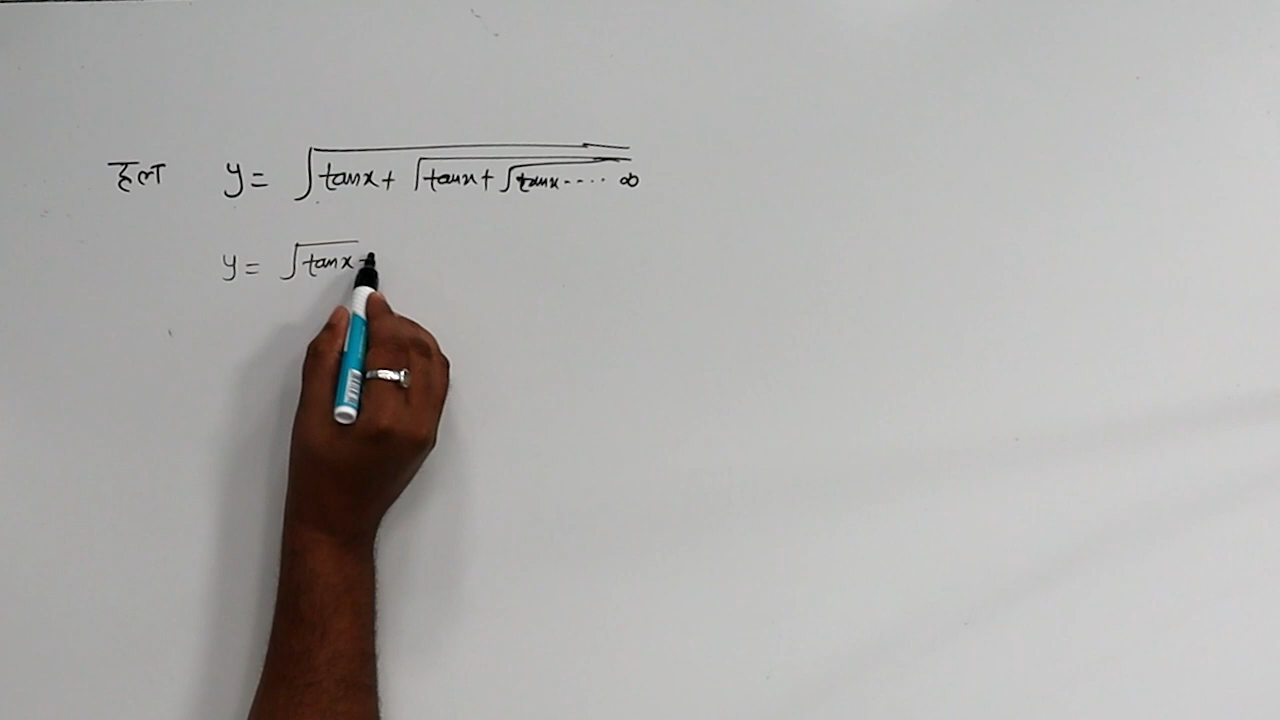 हल y = √tanx + √tanx + √tanx ---- ∞
y = √tanx +